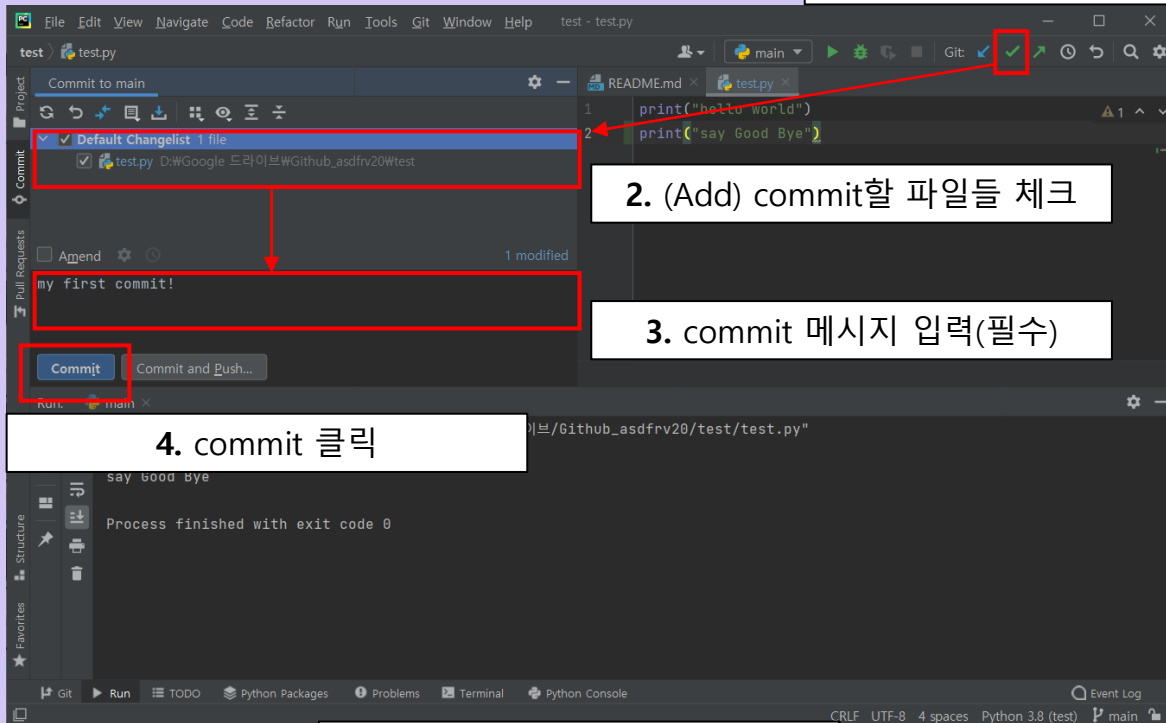 File Edit View Navigate Code Refactor Run Tools Git Window Help test - test.py
test test.py main Git:
Commit to main
README.md test.py
Project
Commit
Pull Requests
Default Changelist 1 file
test.py D:₩Google 드라이브₩Github_asdfrv20₩test
1 print("hello world")
2 print("say Good Bye")
1
2. (Add) commit할 파일들 체크
Amend 1 modified
my first commit!
3. commit 메시지 입력(필수)
Commit Commit and Push...
Run: main
4. commit 클릭
이브/Github_asdfrv20/test/test.py"
say Good Bye
Process finished with exit code 0
Structure
Favorites
Git Run TODO Python Packages Problems Terminal Python Console Event Log
CRLF UTF-8 4 spaces Python 3.8 (test) main